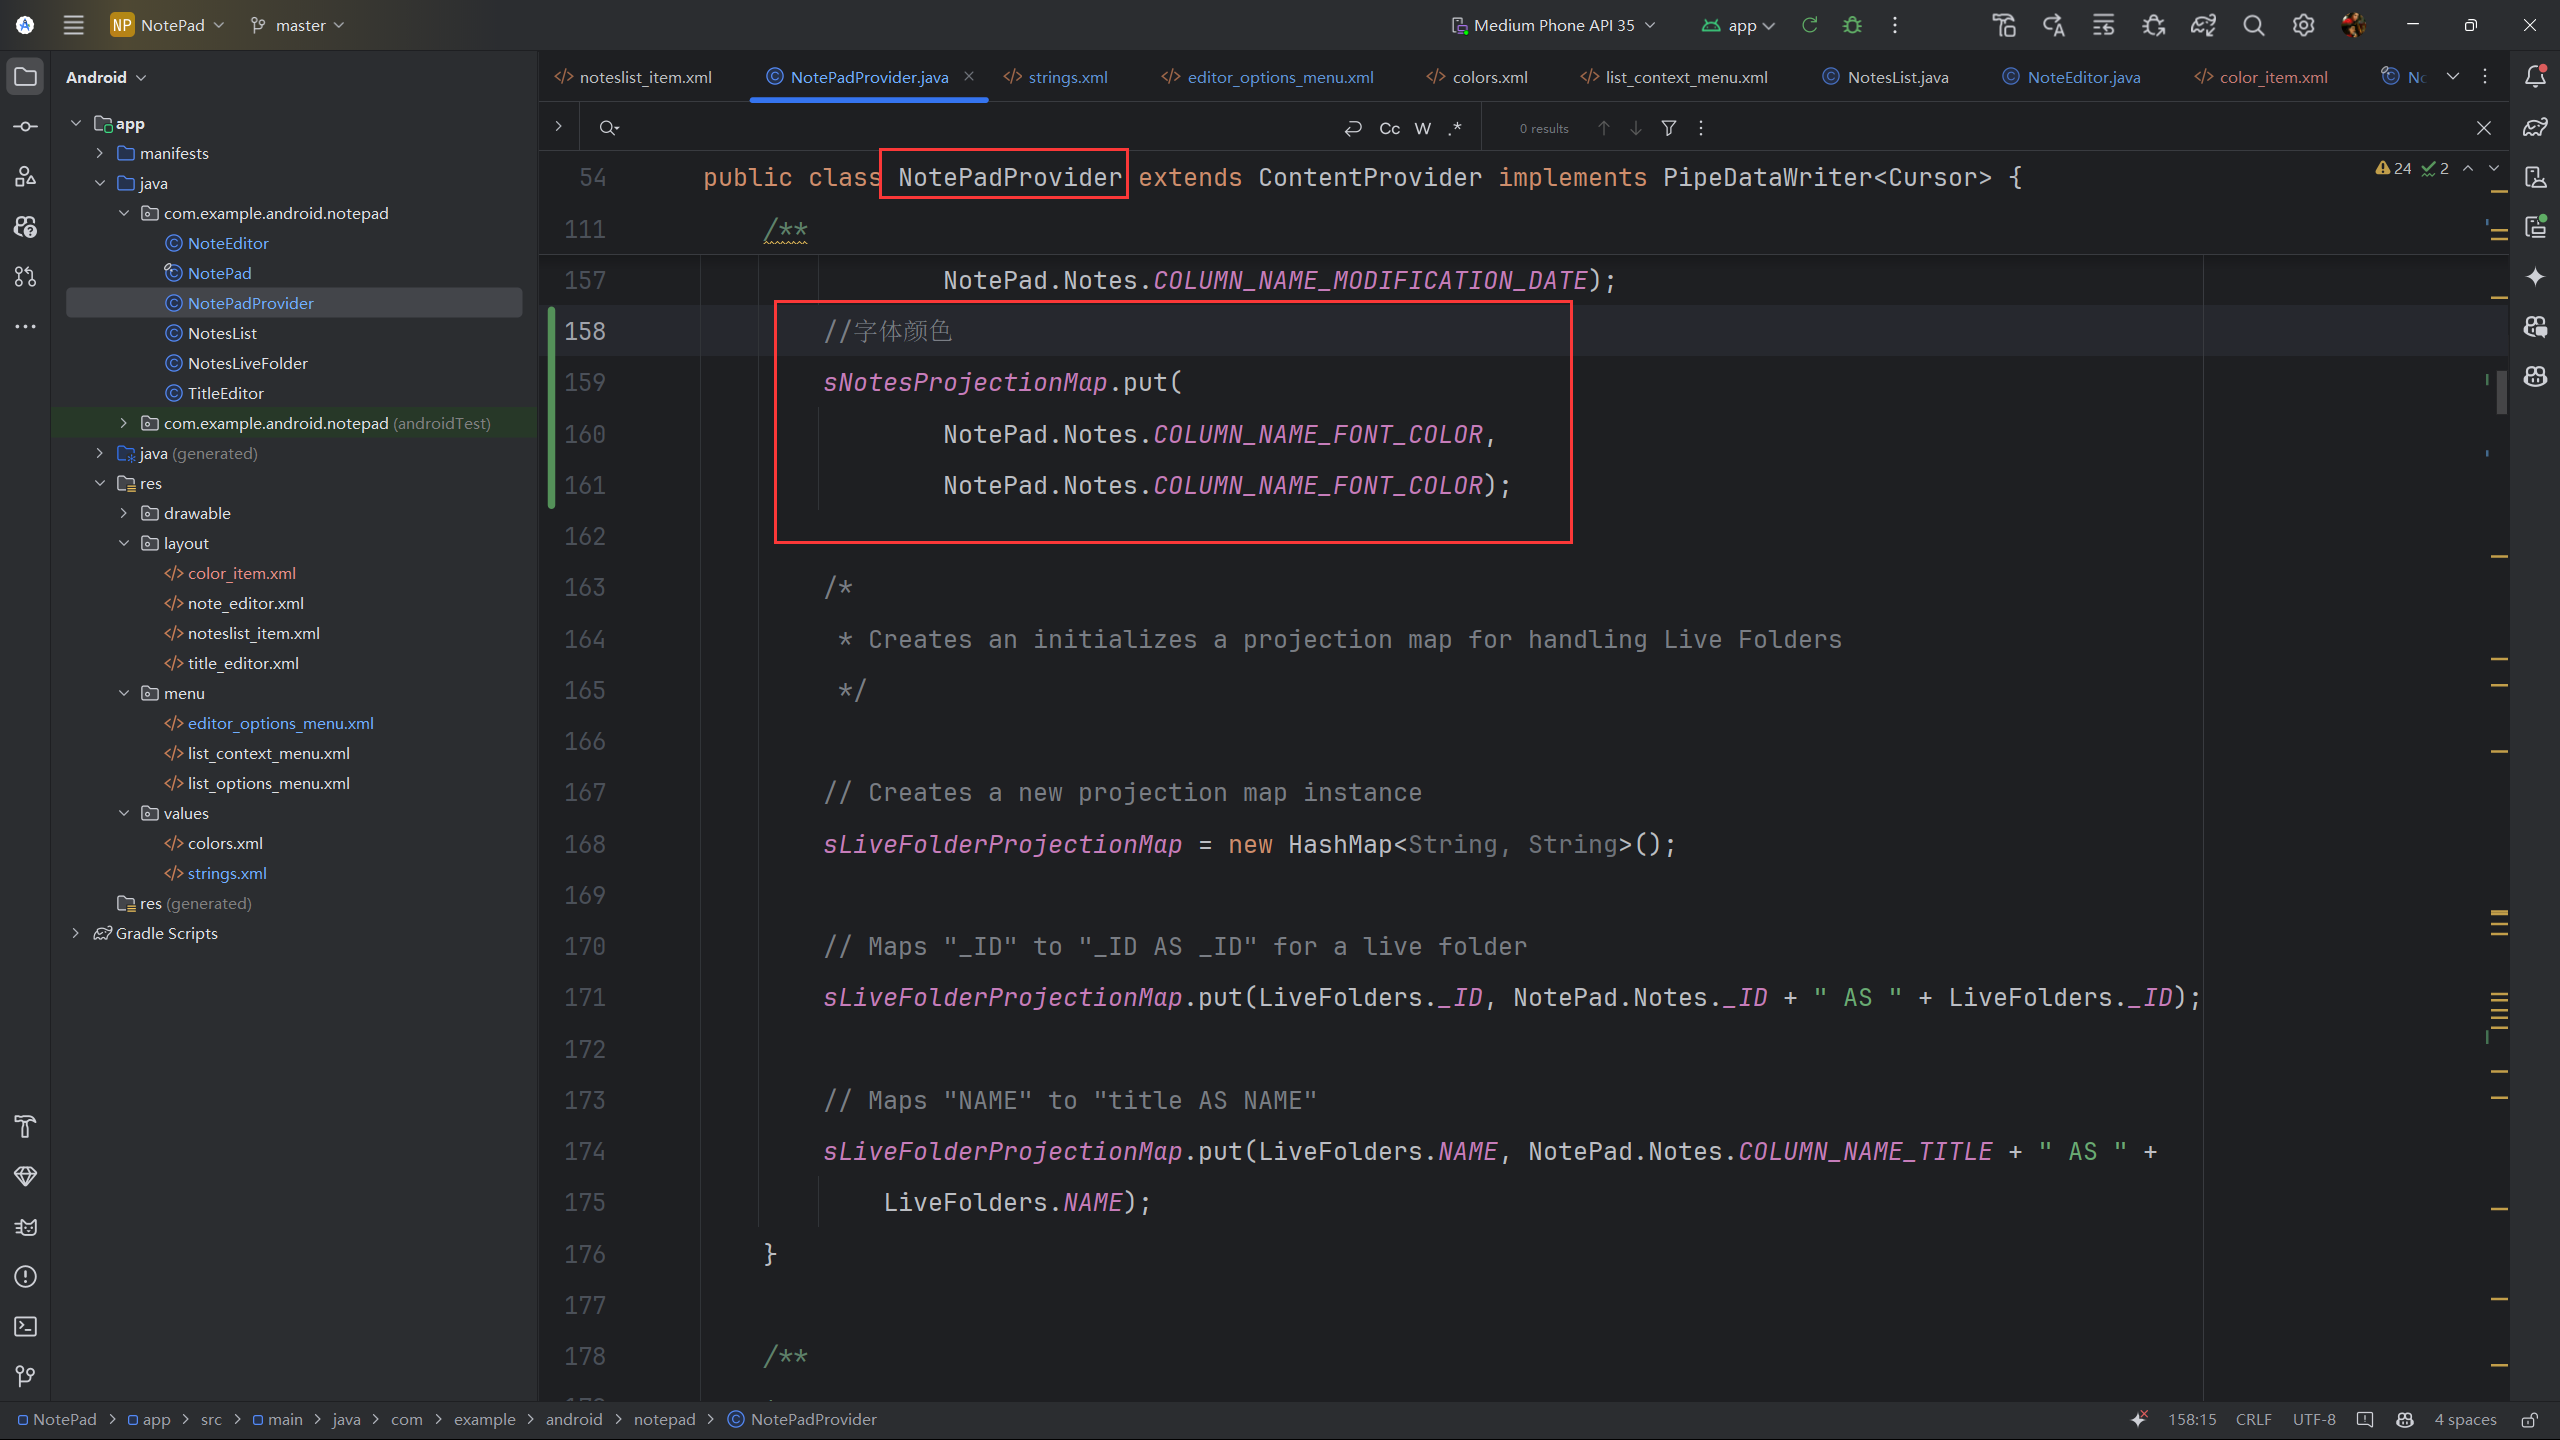 NP NotePad master Medium Phone API 35 app
Android
app
manifests
java
com.example.android.notepad
NoteEditor
NotePad
NotePadProvider
NotesList
NotesLiveFolder
TitleEditor
com.example.android.notepad (androidTest)
java (generated)
res
drawable
layout
color_item.xml
note_editor.xml
noteslist_item.xml
title_editor.xml
menu
editor_options_menu.xml
list_context_menu.xml
list_options_menu.xml
values
colors.xml
strings.xml
res (generated)
Gradle Scripts
noteslist_item.xml NotePadProvider.java strings.xml editor_options_menu.xml colors.xml list_context_menu.xml NotesList.java NoteEditor.java color_item.xml No
Cc W .* 0 results
24 2
54 public class NotePadProvider extends ContentProvider implements PipeDataWriter<Cursor> {
111 /**
157 NotePad.Notes.COLUMN_NAME_MODIFICATION_DATE);
158 //字体颜色
159 sNotesProjectionMap.put(
160 NotePad.Notes.COLUMN_NAME_FONT_COLOR,
161 NotePad.Notes.COLUMN_NAME_FONT_COLOR);
162
163 /*
164 * Creates an initializes a projection map for handling Live Folders
165 */
166
167 // Creates a new projection map instance
168 sLiveFolderProjectionMap = new HashMap<String, String>();
169
170 // Maps "_ID" to "_ID AS _ID" for a live folder
171 sLiveFolderProjectionMap.put(LiveFolders._ID, NotePad.Notes._ID + " AS " + LiveFolders._ID);
172
173 // Maps "NAME" to "title AS NAME"
174 sLiveFolderProjectionMap.put(LiveFolders.NAME, NotePad.Notes.COLUMN_NAME_TITLE + " AS " +
175 LiveFolders.NAME);
176 }
177
178 /**
NotePad > app > src > main > java > com > example > android > notepad > NotePadProvider
158:15 CRLF UTF-8 4 spaces